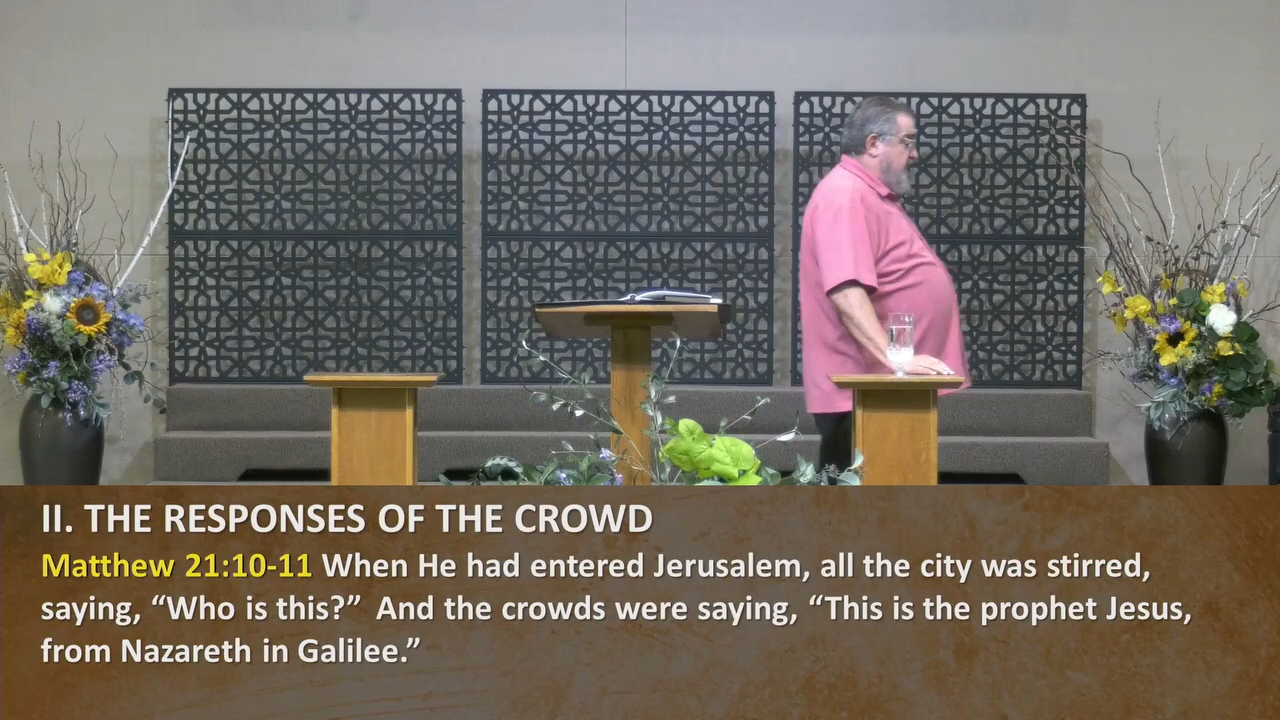 II. THE RESPONSES OF THE CROWD
Matthew 21:10-11 When He had entered Jerusalem, all the city was stirred,
saying, “Who is this?”  And the crowds were saying, “This is the prophet Jesus,
from Nazareth in Galilee.”